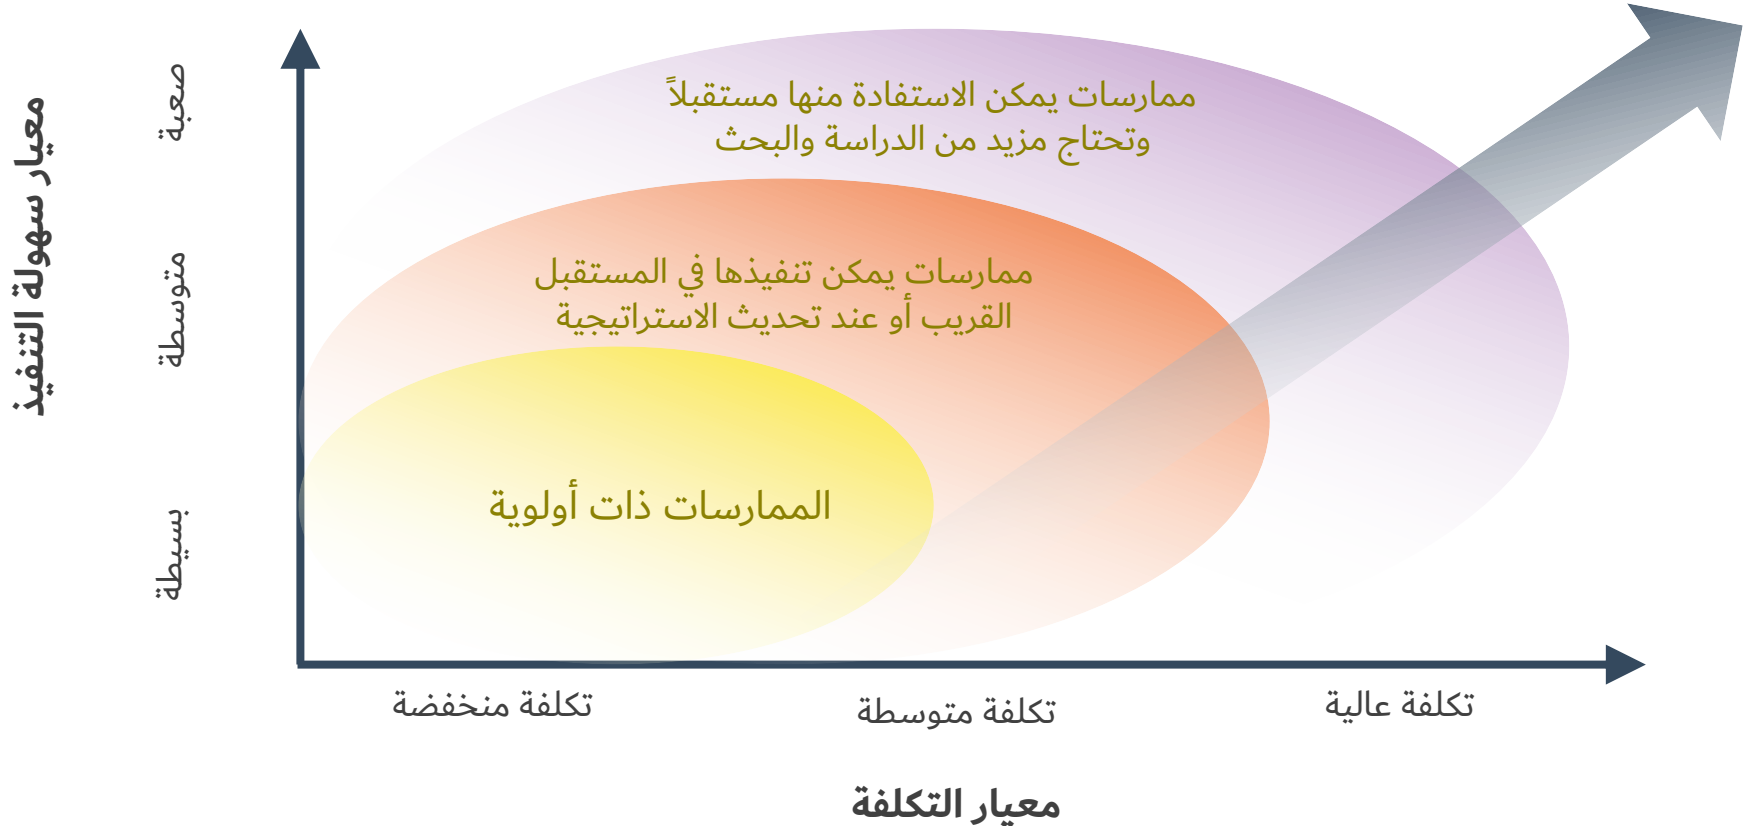 معيار سهولة التنفيذ
صعبة
متوسطة
بسيطة
ممارسات يمكن الاستفادة منها مستقبلاً
وتحتاج مزيد من الدراسة والبحث
ممارسات يمكن تنفيذها في المستقبل
القريب أو عند تحديث الاستراتيجية
الممارسات ذات أولوية
تكلفة منخفضة
تكلفة متوسطة
تكلفة عالية
معيار التكلفة